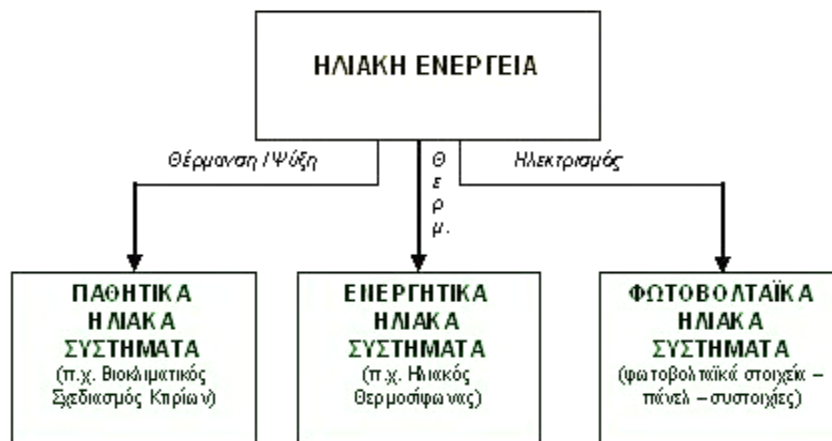 ΗΛΙΑΚΗ ΕΝΕΡΓΕΙΑ
Θέρμανση / Ψύξη
Θερμ.
Ηλεκτρισμός
ΠΑΘΗΤΙΚΑ
ΗΛΙΑΚΑ
ΣΥΣΤΗΜΑΤΑ
(π.χ. Βιοκλιματικός
Σχεδιασμός Κτιρίων)
ΕΝΕΡΓΗΤΙΚΑ
ΗΛΙΑΚΑ
ΣΥΣΤΗΜΑΤΑ
(π.χ. Ηλιακός
Θερμοσίφωνας)
ΦΩΤΟΒΟΛΤΑΪΚΑ
ΗΛΙΑΚΑ
ΣΥΣΤΗΜΑΤΑ
(φωτοβολταϊκά στοιχεία –
πάνελ – συστοιχίες)